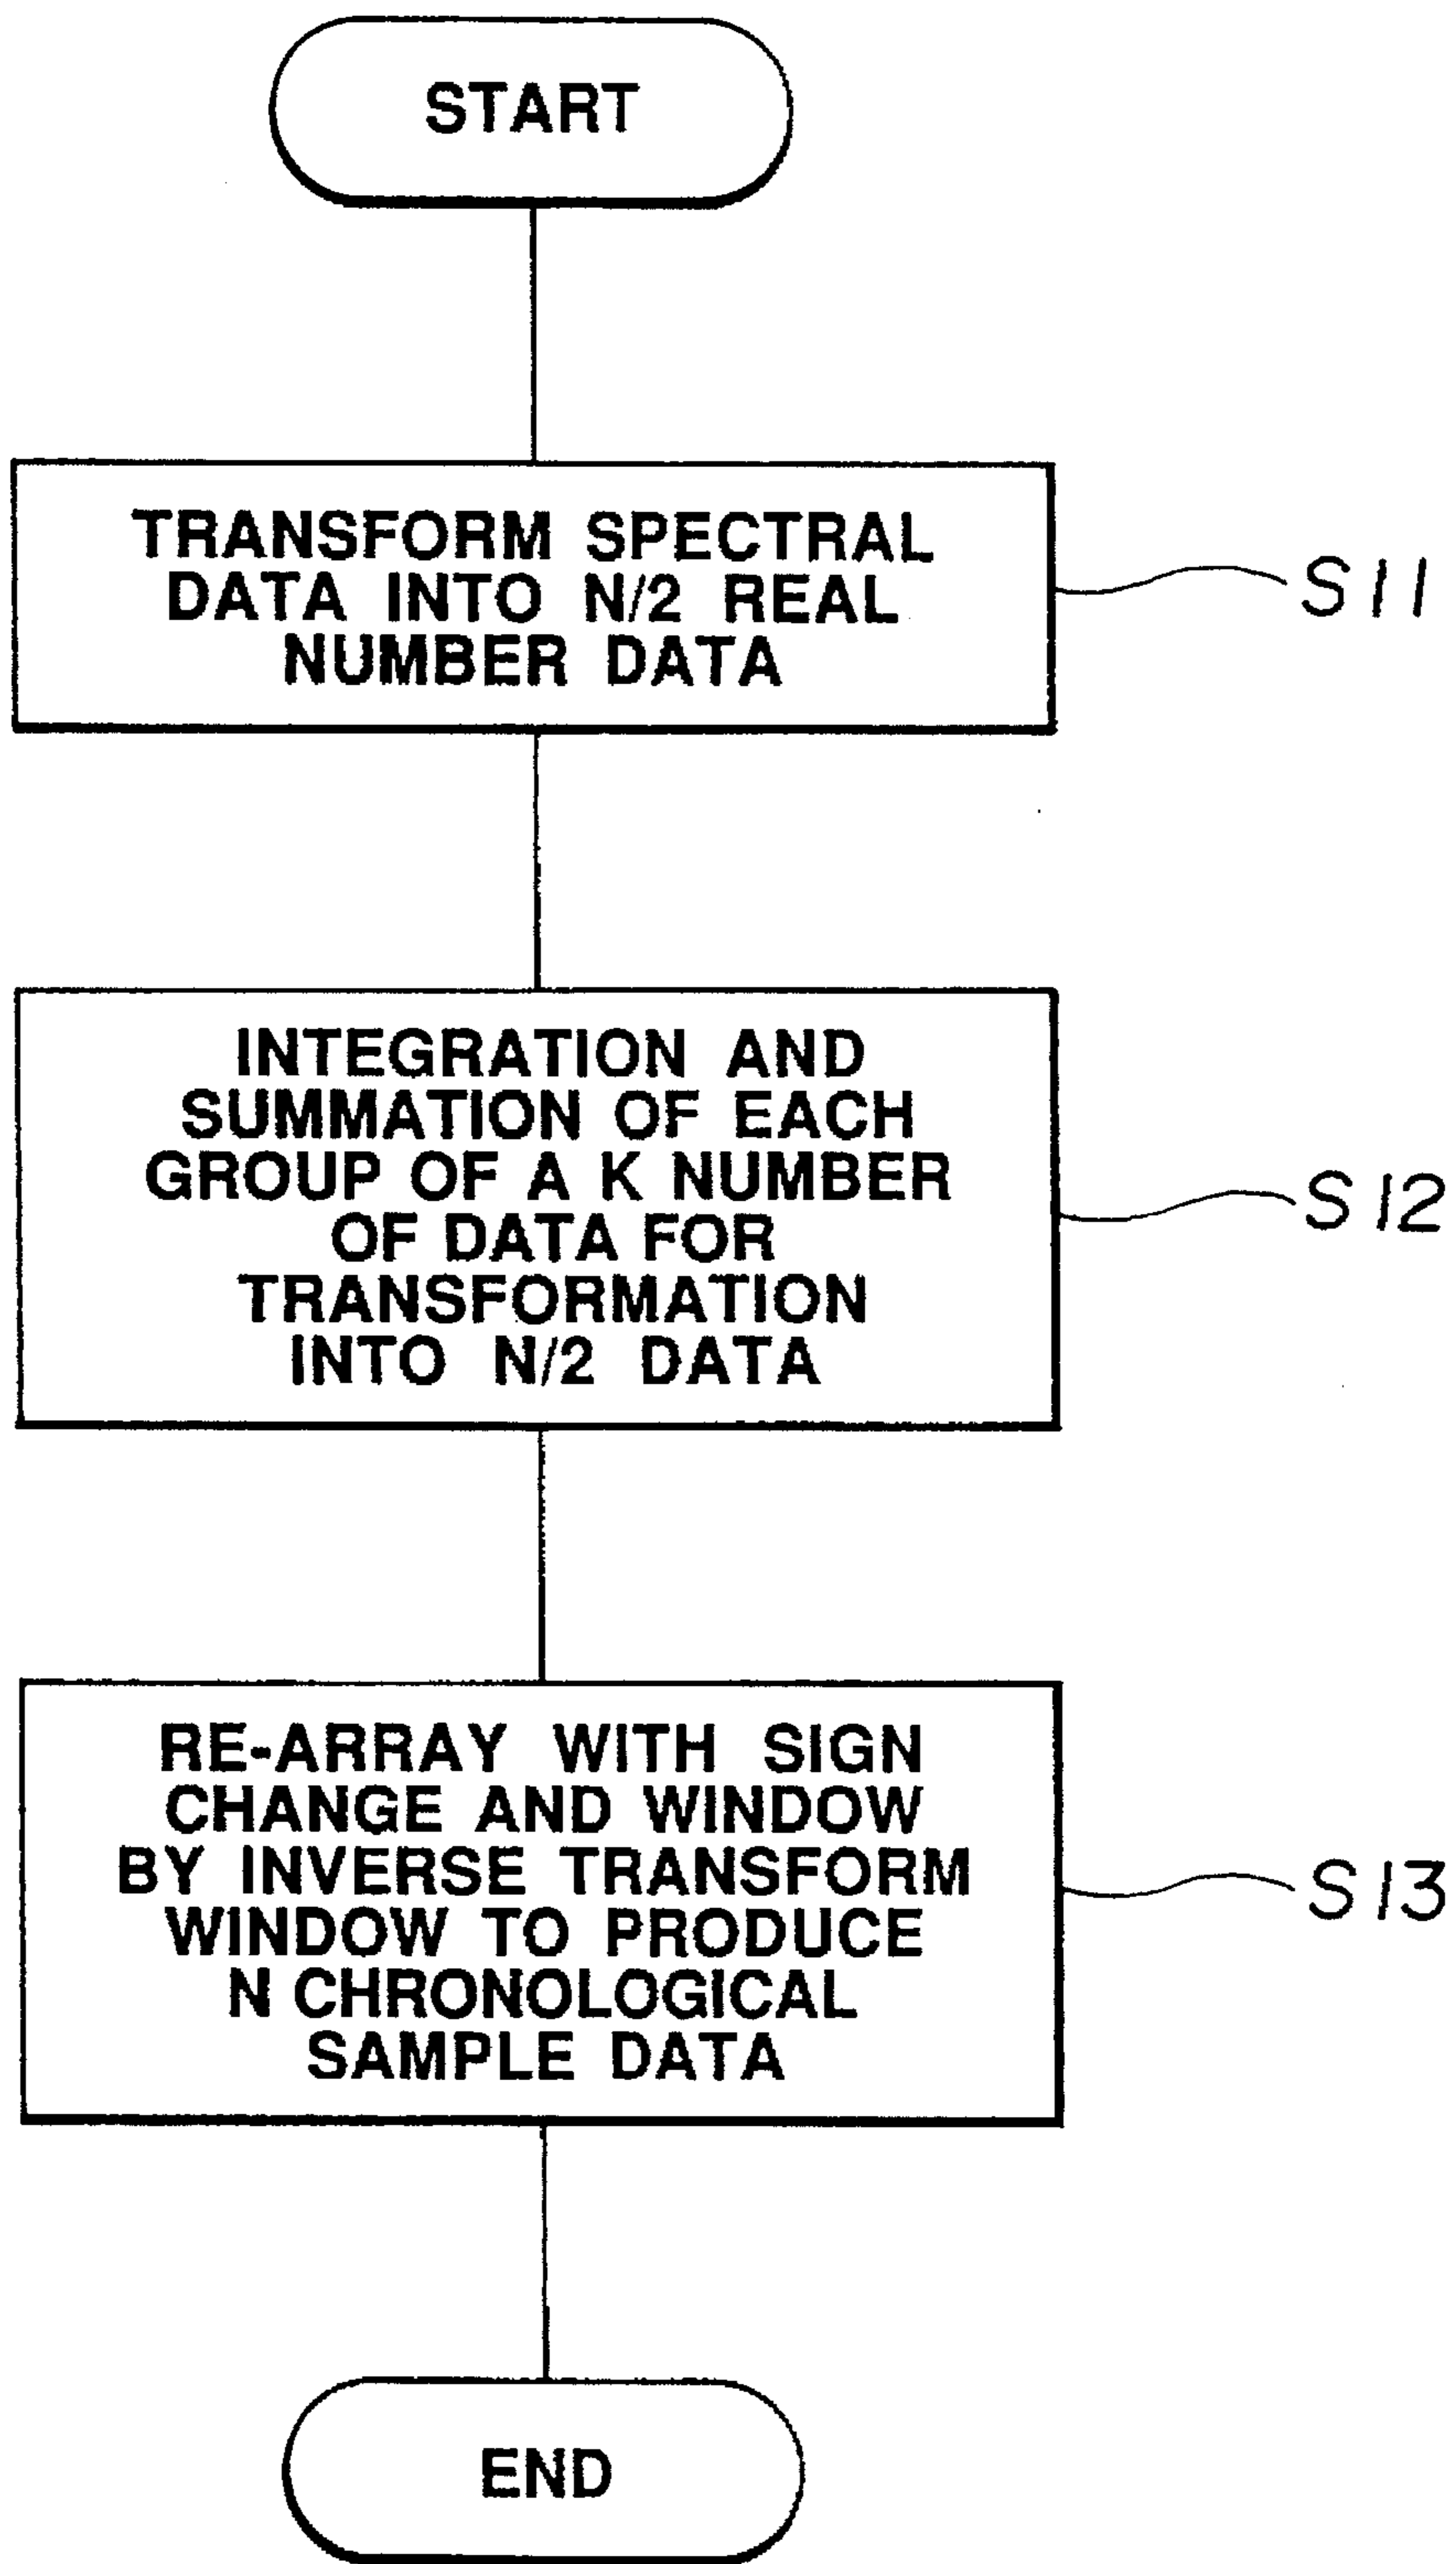 START
TRANSFORM SPECTRAL
DATA INTO N/2 REAL
NUMBER DATA
S11
INTEGRATION AND
SUMMATION OF EACH
GROUP OF A K NUMBER
OF DATA FOR
TRANSFORMATION
INTO N/2 DATA
S12
RE-ARRAY WITH SIGN
CHANGE AND WINDOW
BY INVERSE TRANSFORM
WINDOW TO PRODUCE
N CHRONOLOGICAL
SAMPLE DATA
S13
END